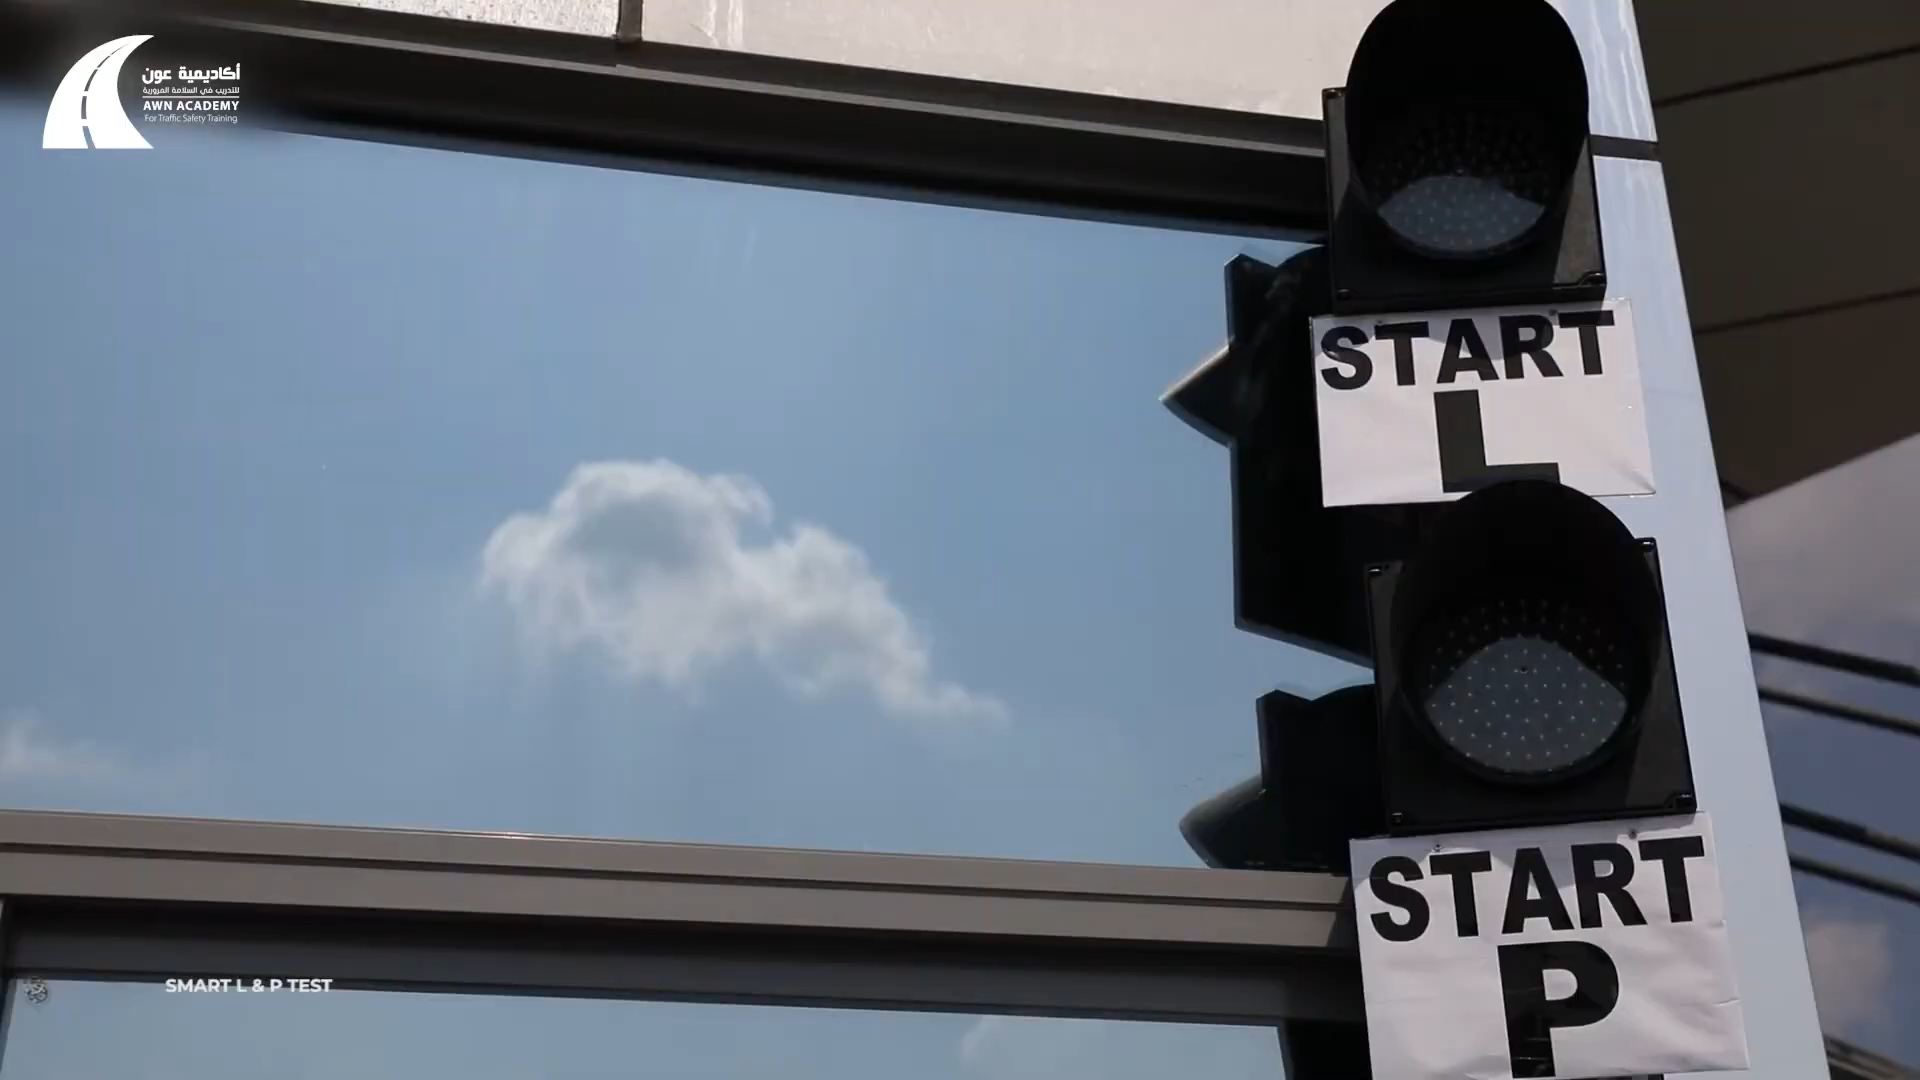 أكاديمية عون
للتدريب في السلامة المرورية
AWN ACADEMY
For Traffic Safety Training
START
L
START
P
SMART L & P TEST